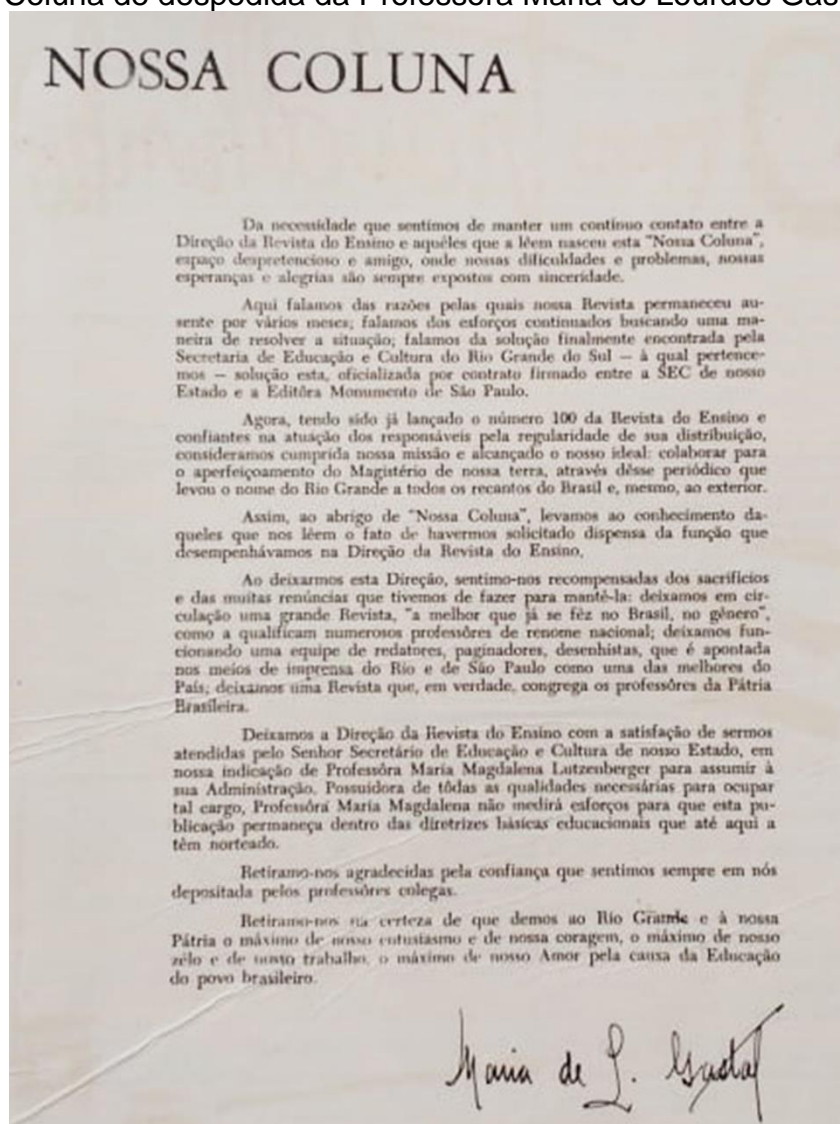 Coluna de despedida da Professora Maria de Lourdes Gas
NOSSA COLUNA
Da necessidade que sentimos de manter um contínuo contato entre a
Direção da Revista do Ensino e aquêles que a lêem nasceu esta "Nossa Coluna",
espaço despretencioso e amigo, onde nossas dificuldades e problemas, nossas
esperanças e alegrias são sempre expostos com sinceridade.
Aqui falamos das razões pelas quais nossa Revista permaneceu au-
sente por vários meses; falamos dos esforços continuados buscando uma ma-
neira de resolver a situação; falamos da solução finalmente encontrada pela
Secretaria de Educação e Cultura do Rio Grande do Sul — à qual pertence-
mos — solução esta, oficializada por contrato firmado entre a SEC de nosso
Estado e a Editôra Monumento de São Paulo.
Agora, tendo sido já lançado o número 100 da Revista do Ensino e
confiantes na atuação dos responsáveis pela regularidade de sua distribuição,
consideramos cumprida nossa missão e alcançado o nosso ideal: colaborar para
o aperfeiçoamento do Magistério de nossa terra, através dêsse periódico que
levou o nome do Rio Grande a todos os recantos do Brasil e, mesmo, ao exterior.
Assim, ao abrigo de "Nossa Coluna", levamos ao conhecimento da-
queles que nos lêem o fato de havermos solicitado dispensa da função que
desempenhávamos na Direção da Revista do Ensino.
Ao deixarmos esta Direção, sentimo-nos recompensadas dos sacrifícios
e das muitas renúncias que tivemos de fazer para mantê-la: deixamos em cir-
culação uma grande Revista, "a melhor que já se fêz no Brasil, no gênero",
como a qualificam numerosos professôres de renome nacional; deixamos fun-
cionando uma equipe de redatores, paginadores, desenhistas, que é apontada
nos meios de imprensa do Rio e de São Paulo como uma das melhores do
País; deixamos uma Revista que, em verdade, congrega os professôres da Pátria
Brasileira.
Deixamos a Direção da Revista do Ensino com a satisfação de sermos
atendidas pelo Senhor Secretário de Educação e Cultura de nosso Estado, em
nossa indicação de Professôra Maria Magdalena Lutzenberger para assumir à
sua Administração. Possuidora de tôdas as qualidades necessárias para ocupar
tal cargo, Professôra Maria Magdalena não medirá esforços para que esta pu-
blicação permaneça dentro das diretrizes básicas educacionais que até aqui a
têm norteado.
Retiramo-nos agradecidas pela confiança que sentimos sempre em nós
depositada pelos professôres colegas.
Retiramo-nos na certeza de que demos ao Rio Grande e à nossa
Pátria o máximo de nosso entusiasmo e de nossa coragem, o máximo de nosso
zêlo e de nosso trabalho, o máximo de nosso Amor pela causa da Educação
do povo brasileiro.
Maria de L. Gastal